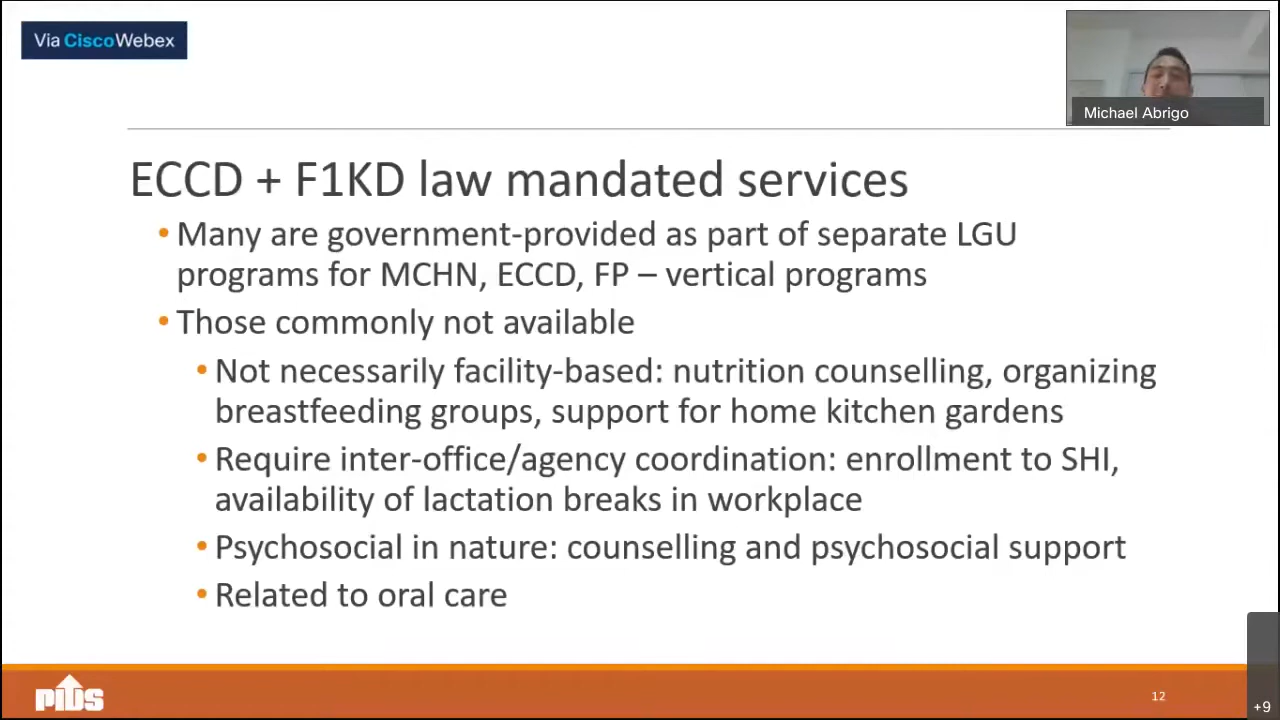 Via CiscoWebex
Michael Abrigo
ECCD + F1KD law mandated services
• Many are government-provided as part of separate LGU
programs for MCHN, ECCD, FP – vertical programs
• Those commonly not available
• Not necessarily facility-based: nutrition counselling, organizing
breastfeeding groups, support for home kitchen gardens
• Require inter-office/agency coordination: enrollment to SHI,
availability of lactation breaks in workplace
• Psychosocial in nature: counselling and psychosocial support
• Related to oral care
PIDS
12
+9